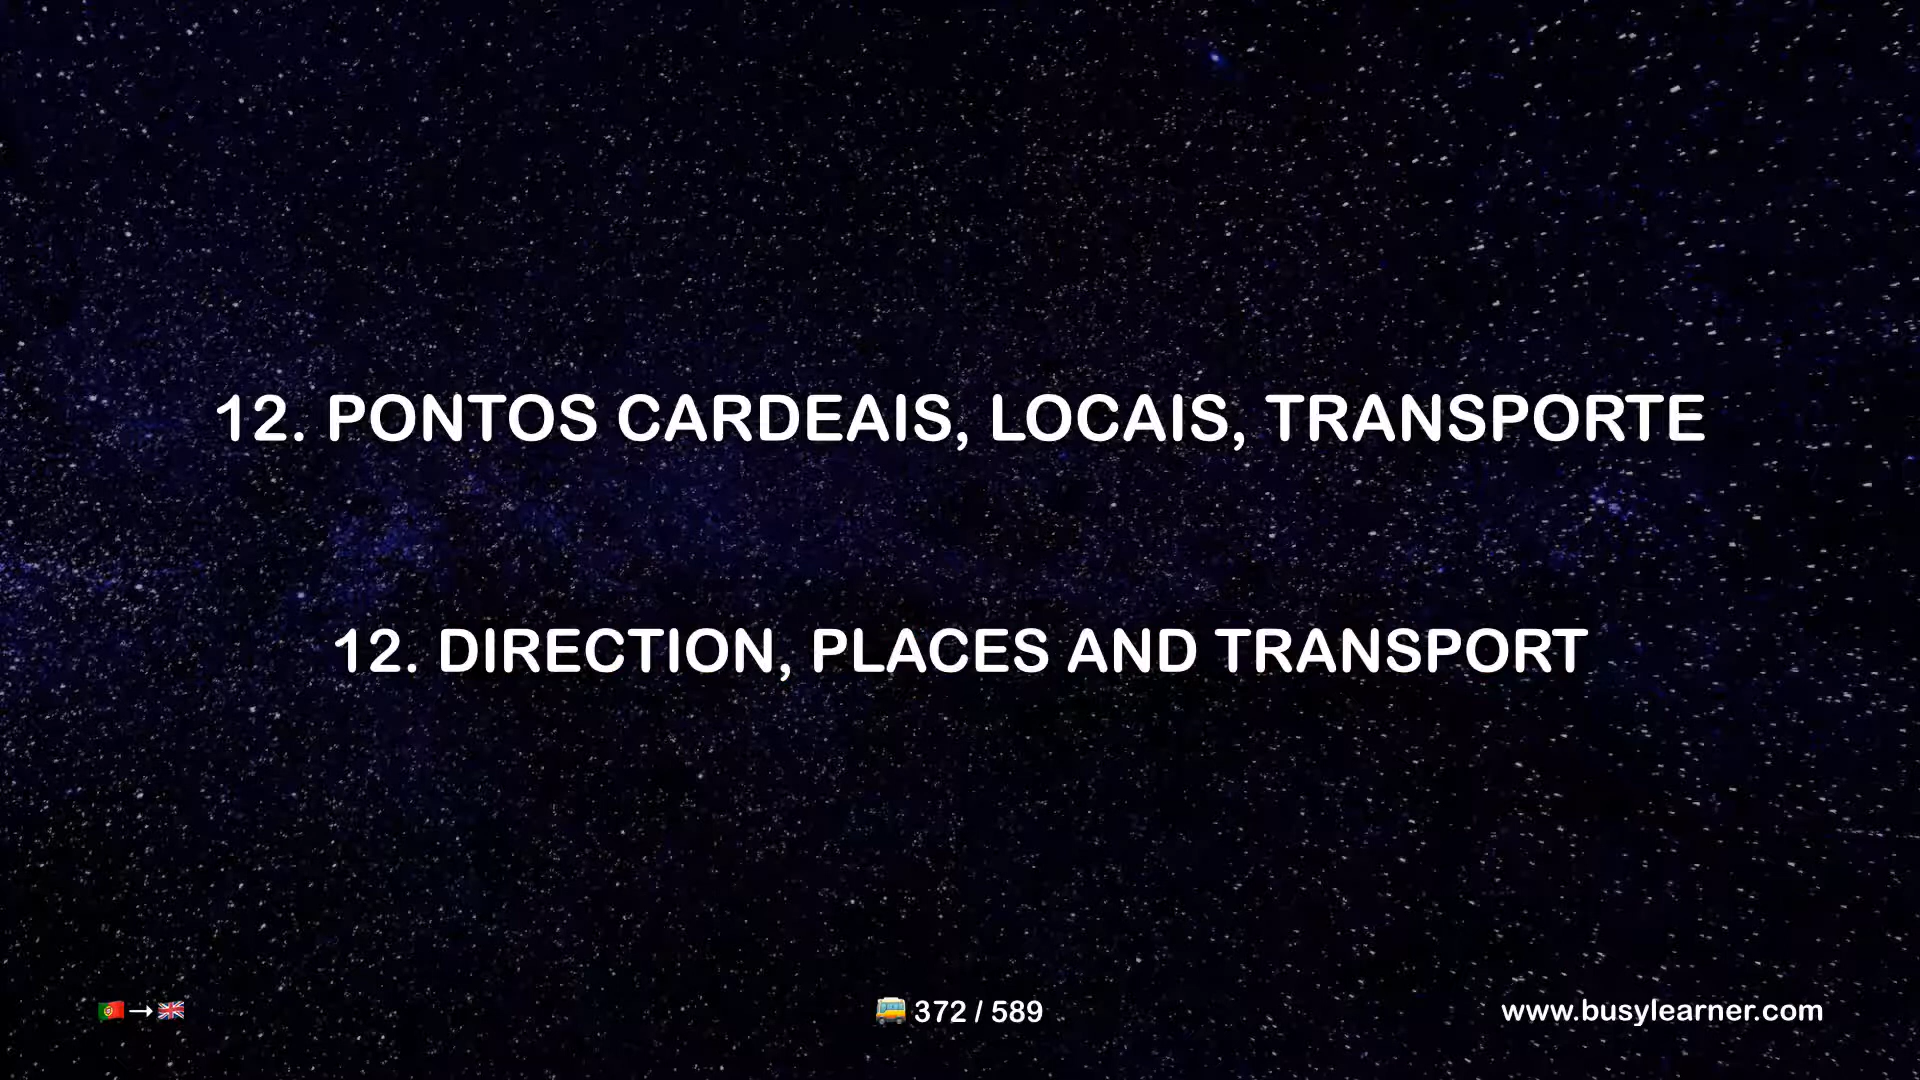 12. PONTOS CARDEAIS, LOCAIS, TRANSPORTE
12. DIRECTION, PLACES AND TRANSPORT
372 / 589
www.busylearner.com